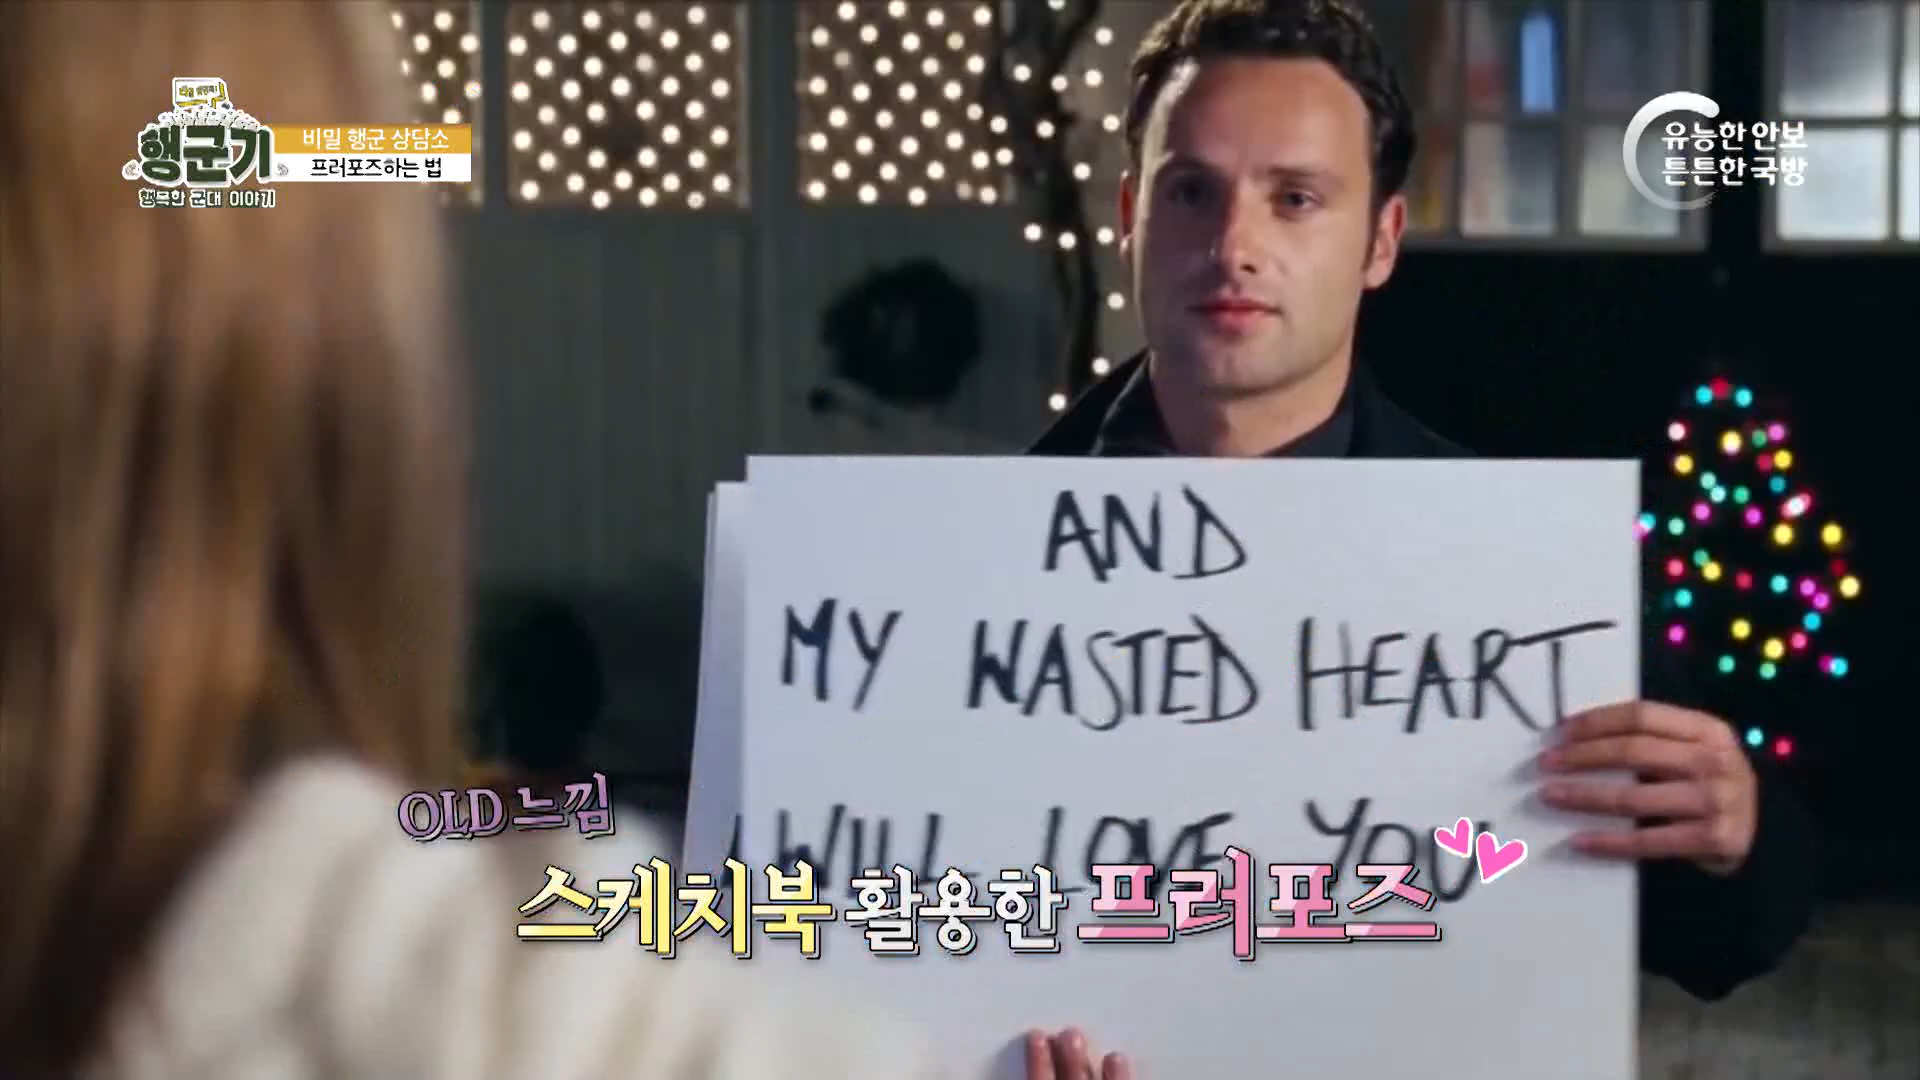 행군기
행복한 군대 이야기
비밀 행군 상담소
프러포즈하는 법
유능한 안보
튼튼한 국방
AND
MY WASTED HEART
WILL LOVE YOU
OLD 느낌
스케치북 활용한 프러포즈